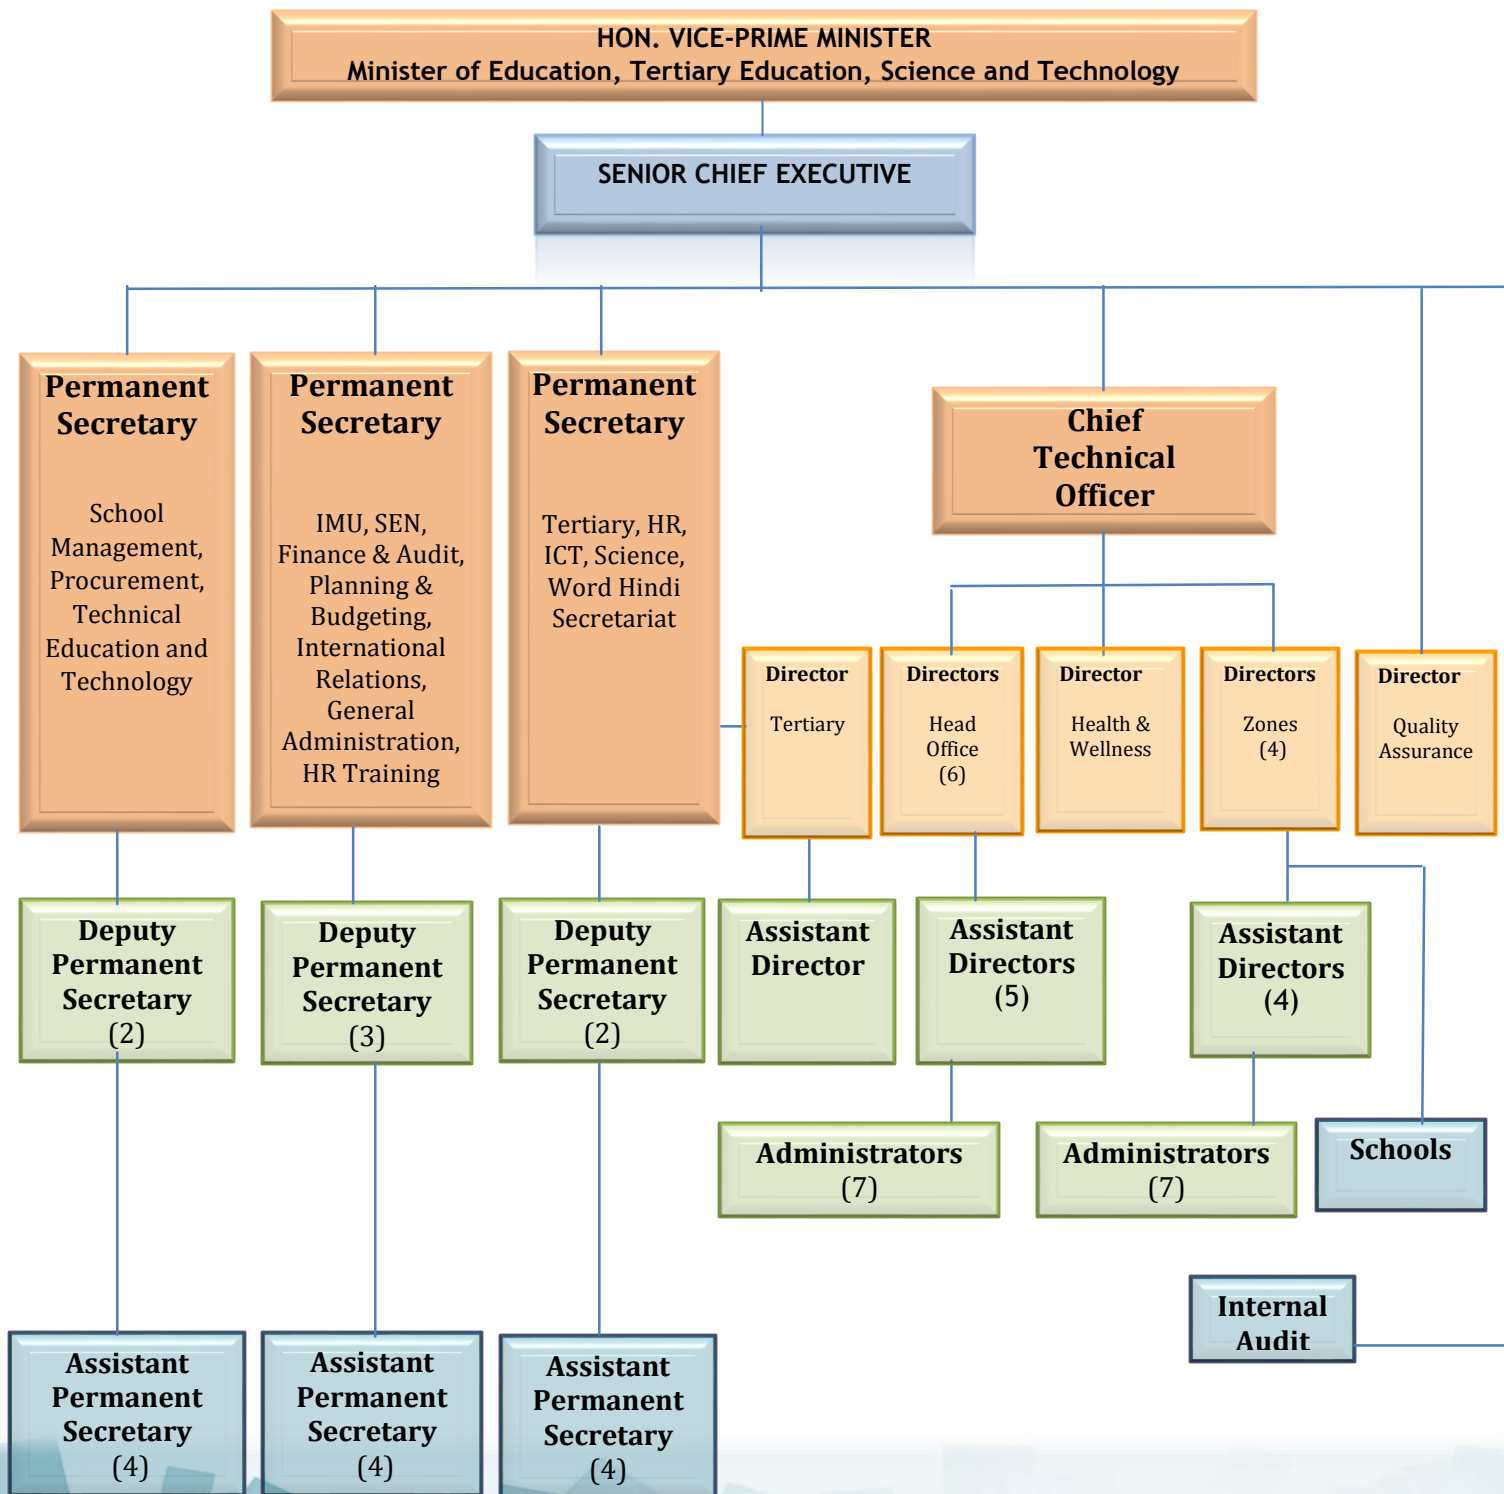 HON. VICE-PRIME MINISTER
Minister of Education, Tertiary Education, Science and Technology
SENIOR CHIEF EXECUTIVE
Permanent
Secretary
School
Management,
Procurement,
Technical
Education and
Technology
Permanent
Secretary
IMU, SEN,
Finance & Audit,
Planning &
Budgeting,
International
Relations,
General
Administration,
HR Training
Permanent
Secretary
Tertiary, HR,
ICT, Science,
Word Hindi
Secretariat
Chief
Technical
Officer
Director
Tertiary
Directors
Head
Office
(6)
Director
Health &
Wellness
Directors
Zones
(4)
Director
Quality
Assurance
Deputy
Permanent
Secretary
(2)
Deputy
Permanent
Secretary
(3)
Deputy
Permanent
Secretary
(2)
Assistant
Director
Assistant
Directors
(5)
Assistant
Directors
(4)
Administrators
(7)
Administrators
(7)
Schools
Internal
Audit
Assistant
Permanent
Secretary
(4)
Assistant
Permanent
Secretary
(4)
Assistant
Permanent
Secretary
(4)